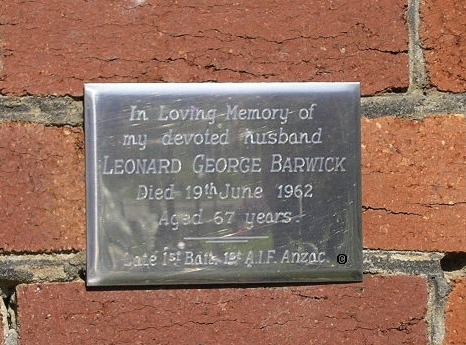 In Loving Memory of
my devoted husband
LEONARD GEORGE BARWICK
Died 19th June 1962
Aged 67 years.
Late 1st Batt. 1st A.I.F. Anzac.
©